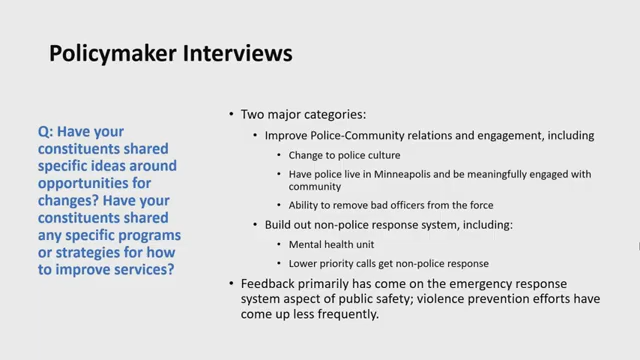 Policymaker Interviews
Q: Have your
constituents shared
specific ideas around
opportunities for
changes? Have your
constituents shared
any specific programs
or strategies for how
to improve services?
• Two major categories:
• Improve Police-Community relations and engagement, including
• Change to police culture
• Have police live in Minneapolis and be meaningfully engaged with
community
• Ability to remove bad officers from the force
• Build out non-police response system, including:
• Mental health unit
• Lower priority calls get non-police response
• Feedback primarily has come on the emergency response
system aspect of public safety; violence prevention efforts have
come up less frequently.